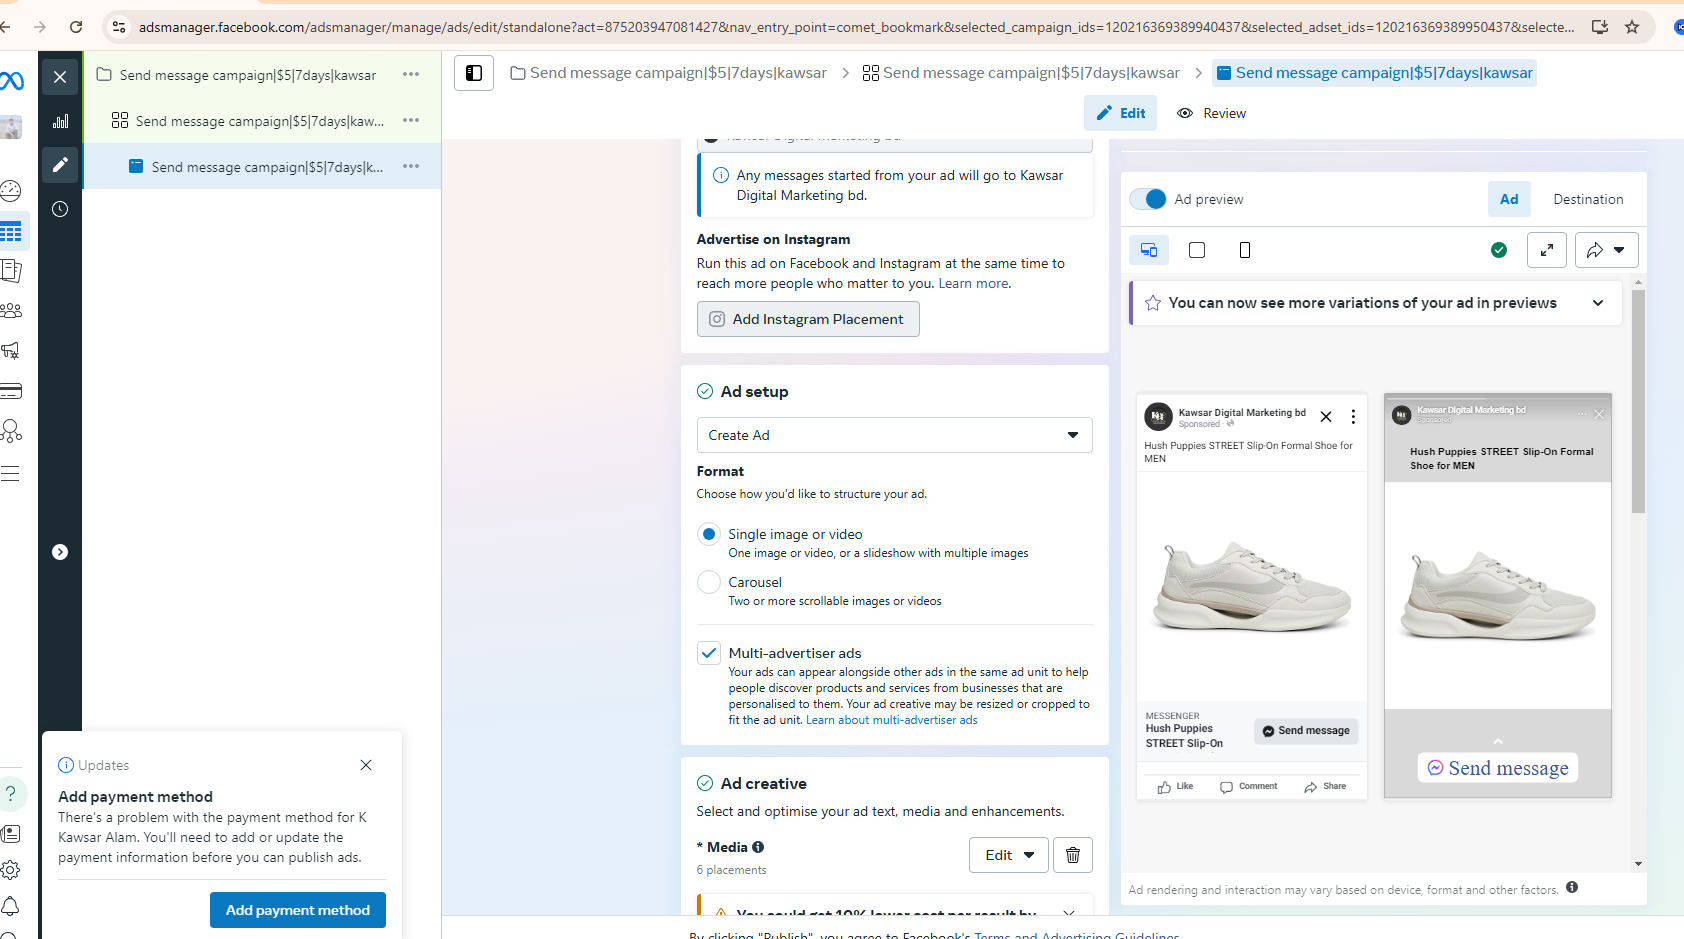 adsmanager.facebook.com/adsmanager/manage/ads/edit/standalone?act=875203947081427&nav_entry_point=comet_bookmark&selected_campaign_ids=120216369389940437&selected_adset_ids=120216369389950437&selecte...
Send message campaign|$5|7days|kawsar
Send message campaign|$5|7days|kaw...
Send message campaign|$5|7days|k...
Send message campaign|$5|7days|kawsar
Send message campaign|$5|7days|kawsar
Send message campaign|$5|7days|kawsar
Edit
Review
Kawsar Digital Marketing bd
Any messages started from your ad will go to Kawsar
Digital Marketing bd.
Advertise on Instagram
Run this ad on Facebook and Instagram at the same time to
reach more people who matter to you. Learn more.
Add Instagram Placement
Ad setup
Create Ad
Format
Choose how you'd like to structure your ad.
Single image or video
One image or video, or a slideshow with multiple images
Carousel
Two or more scrollable images or videos
Multi-advertiser ads
Your ads can appear alongside other ads in the same ad unit to help
people discover products and services from businesses that are
personalised to them. Your ad creative may be resized or cropped to
fit the ad unit. Learn about multi-advertiser ads
Ad creative
Select and optimise your ad text, media and enhancements.
* Media
6 placements
Edit
You could get 10% lower cost per result by
By clicking "Publish", you agree to Facebook's Terms and Advertising Guidelines
Ad preview
Ad
Destination
You can now see more variations of your ad in previews
Kawsar Digital Marketing bd
Sponsored ·
Hush Puppies STREET Slip-On Formal Shoe for
MEN
MESSENGER
Hush Puppies
STREET Slip-On
Send message
Like
Comment
Share
Kawsar Digital Marketing bd
Sponsored
Hush Puppies STREET Slip-On Formal
Shoe for MEN
Send message
Ad rendering and interaction may vary based on device, format and other factors.
Updates
Add payment method
There's a problem with the payment method for K
Kawsar Alam. You'll need to add or update the
payment information before you can publish ads.
Add payment method